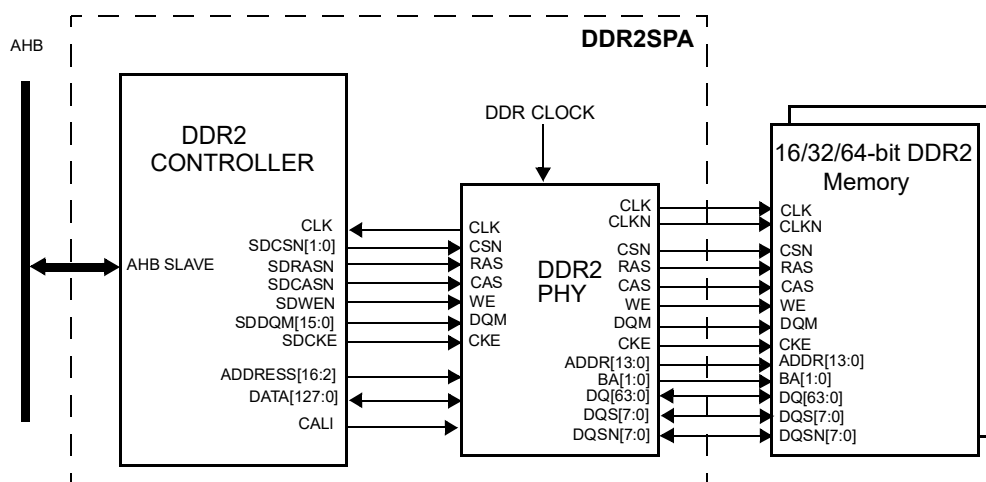 AHB
DDR2SPA
DDR CLOCK
DDR2
CONTROLLER
AHB SLAVE
CLK
SDCSN[1:0]
SDRASN
SDCASN
SDWEN
SDDQM[15:0]
SDCKE
ADDRESS[16:2]
DATA[127:0]
CALI
CLK
CSN
RAS
CAS
WE
DQM
CKE
DDR2
PHY
CLK
CLKN
CSN
RAS
CAS
WE
DQM
CKE
ADDR[13:0]
BA[1:0]
DQ[63:0]
DQS[7:0]
DQSN[7:0]
16/32/64-bit DDR2
Memory
CLK
CLKN
CSN
RAS
CAS
WE
DQM
CKE
ADDR[13:0]
BA[1:0]
DQ[63:0]
DQS[7:0]
DQSN[7:0]